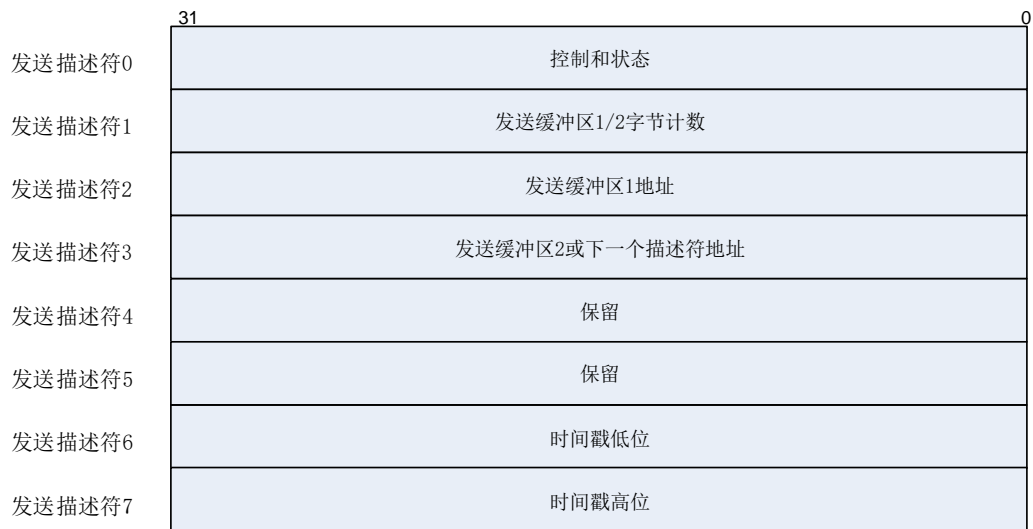 31 0
发送描述符0 控制和状态
发送描述符1 发送缓冲区1/2字节计数
发送描述符2 发送缓冲区1地址
发送描述符3 发送缓冲区2或下一个描述符地址
发送描述符4 保留
发送描述符5 保留
发送描述符6 时间戳低位
发送描述符7 时间戳高位